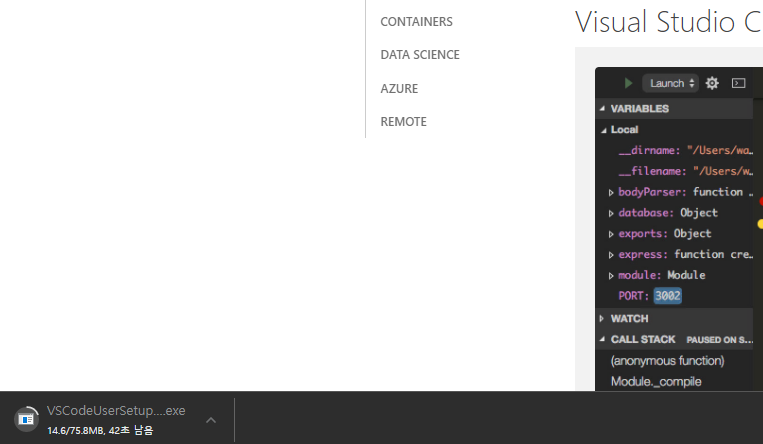 CONTAINERS
DATA SCIENCE
AZURE
REMOTE
Visual Studio C
Launch
VARIABLES
Local
__dirname: "/Users/wa…
__filename: "/Users/w…
bodyParser: function …
database: Object
exports: Object
express: function cre…
module: Module
PORT: 3002
WATCH
CALL STACK PAUSED ON S…
(anonymous function)
Module._compile
VSCodeUserSetup....exe
14.6/75.8MB, 42초 남음